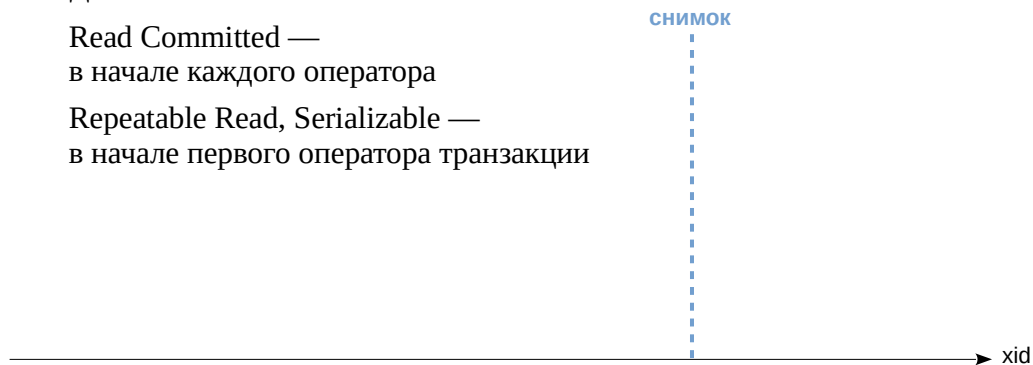 снимок
Read Committed —
в начале каждого оператора
Repeatable Read, Serializable —
в начале первого оператора транзакции
xid